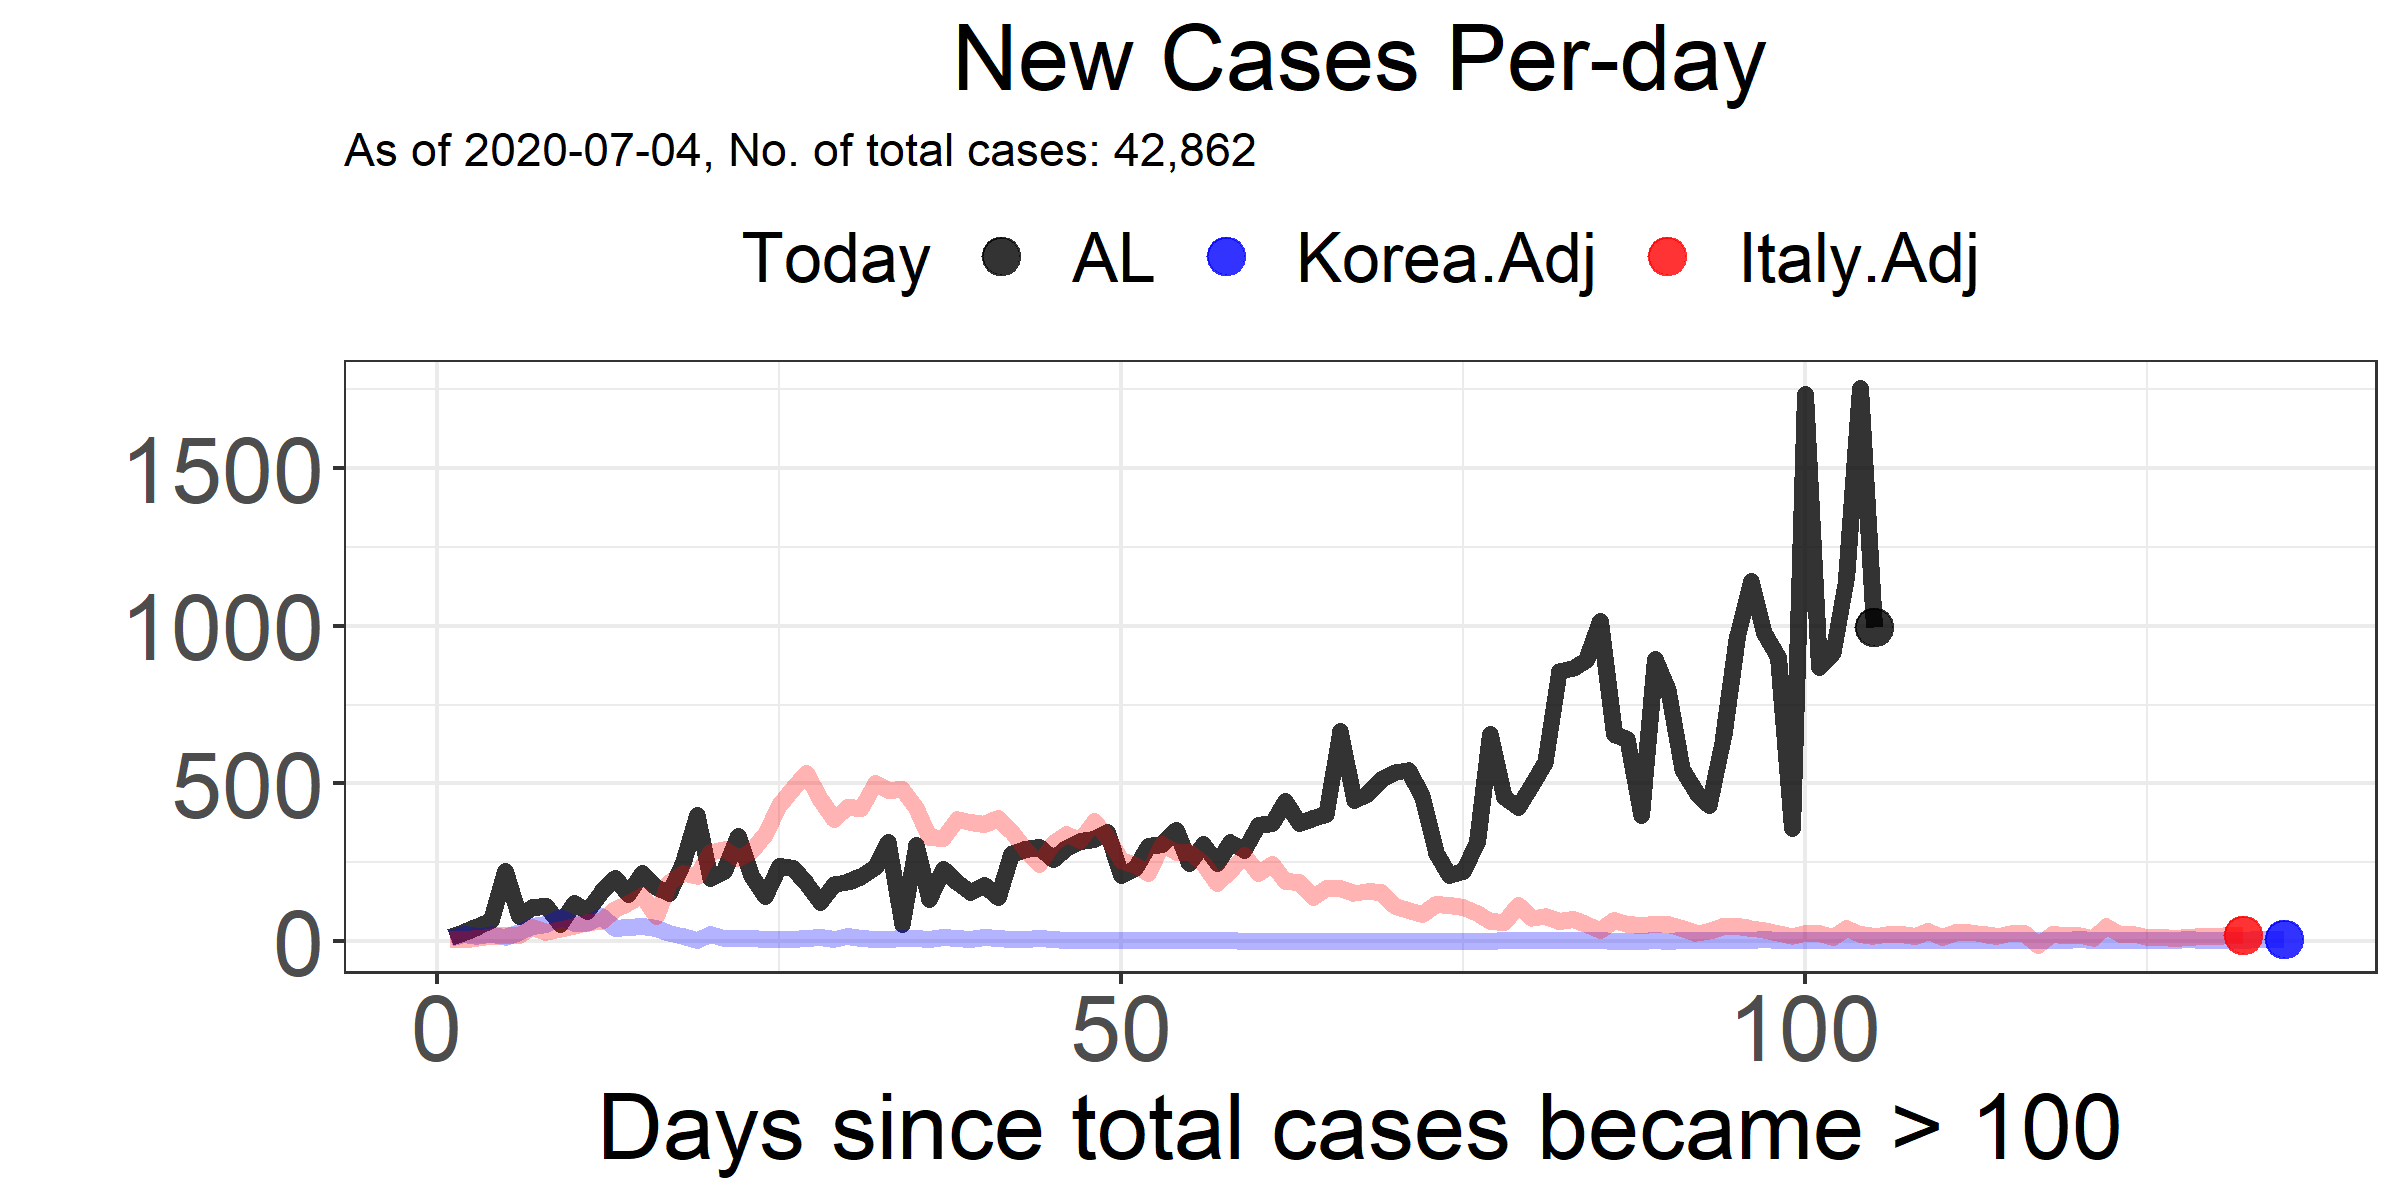 New Cases Per-day
As of 2020-07-04, No. of total cases: 42,862
Today AL Korea.Adj Italy.Adj
1500
1000
500
0
0 50 100
Days since total cases became > 100